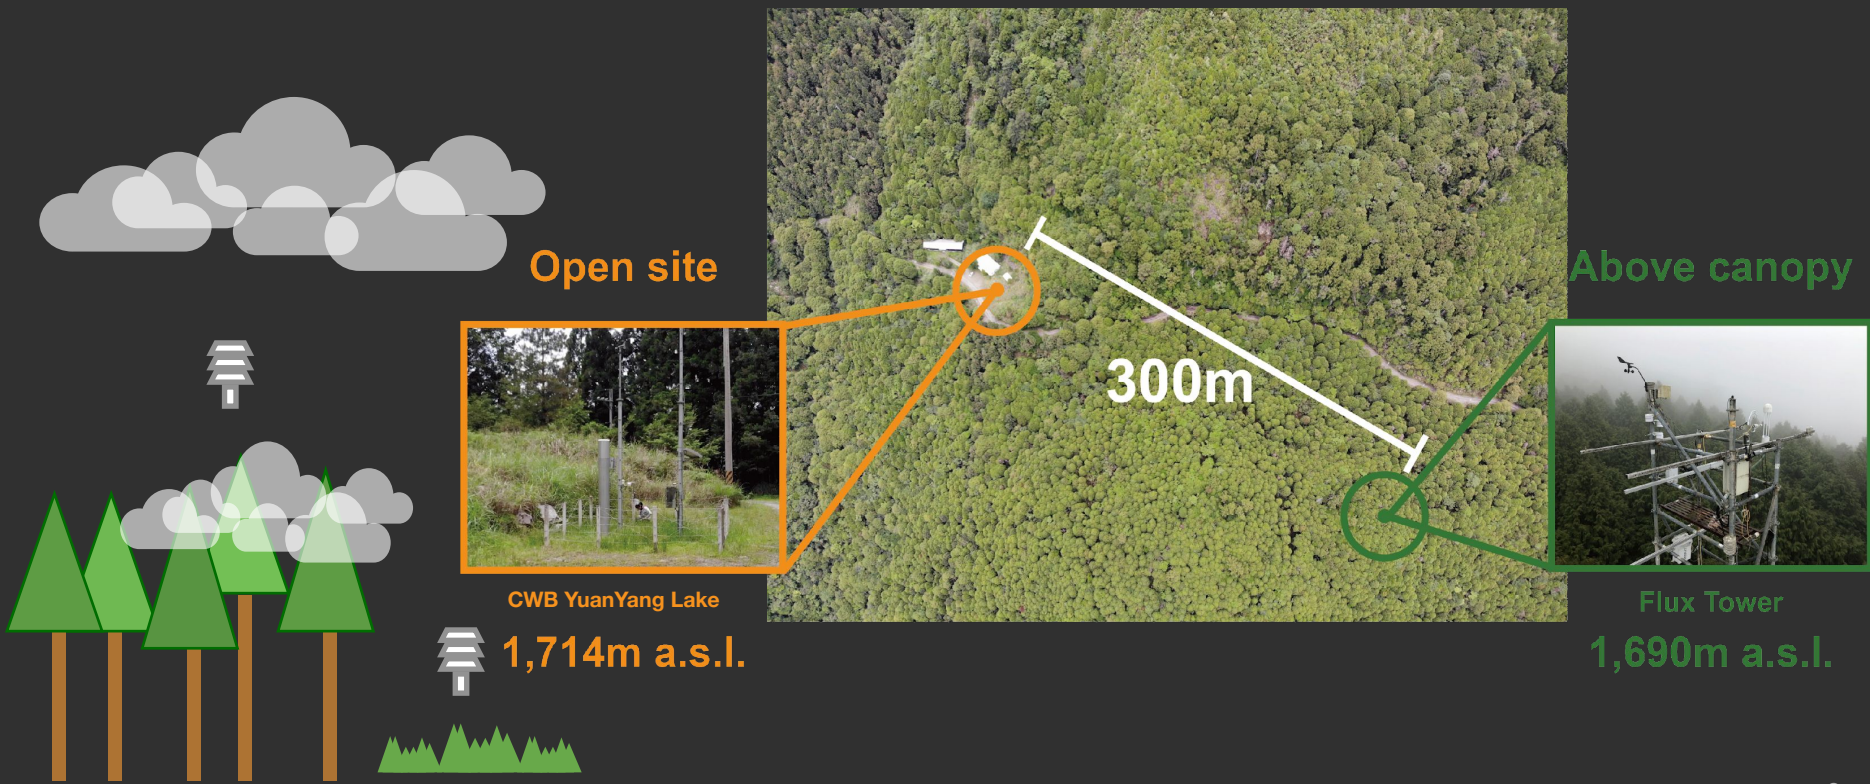 Open site
Above canopy
300m
CWB YuanYang Lake
1,714m a.s.l.
Flux Tower
1,690m a.s.l.